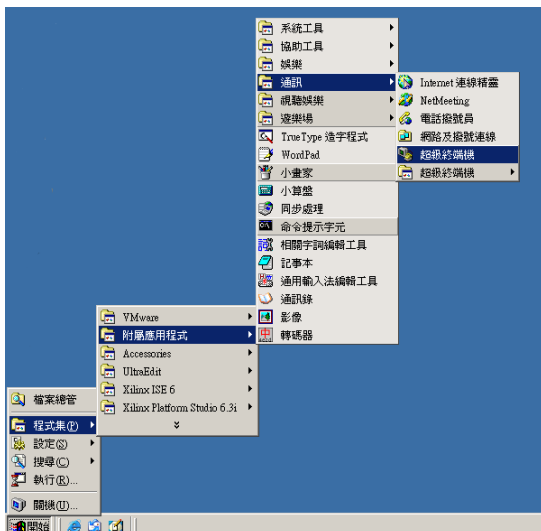 系統工具
協助工具
娛樂
通訊
視聽娛樂
遊樂場
TrueType 造字程式
WordPad
小畫家
小算盤
同步處理
命令提示字元
相關字詞編輯工具
記事本
通用輸入法編輯工具
通訊錄
影像
轉碼器
Internet 連線精靈
NetMeeting
電話撥號員
網路及撥號連線
超級終端機
超級終端機
VMware
附屬應用程式
Accessories
UltraEdit
Xilinx ISE 6
Xilinx Platform Studio 6.3i
檔案總管
程式集(P)
設定(S)
搜尋(C)
執行(R)...
關機(U)...
開始